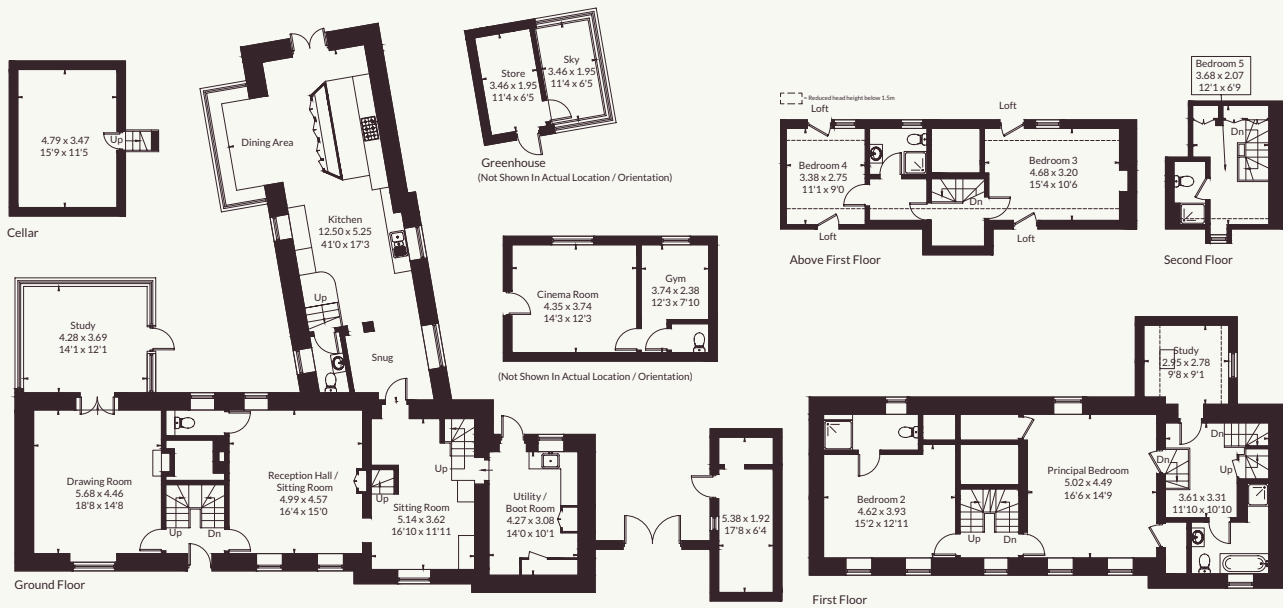 4.79 x 3.47
15'9 x 11'5
Up
Cellar
Dining Area
Kitchen
12.50 x 5.25
41'0 x 17'3
Up
Snug
Store
3.46 x 1.95
11'4 x 6'5
Sky
3.46 x 1.95
11'4 x 6'5
Greenhouse
(Not Shown In Actual Location / Orientation)
Cinema Room
4.35 x 3.74
14'3 x 12'3
Gym
3.74 x 2.38
12'3 x 7'10
(Not Shown In Actual Location / Orientation)
= Reduced head height below 1.5m
Loft
Loft
Bedroom 4
3.38 x 2.75
11'1 x 9'0
Bedroom 3
4.68 x 3.20
15'4 x 10'6
Dn
Loft
Loft
Above First Floor
Bedroom 5
3.68 x 2.07
12'1 x 6'9
Dn
Second Floor
Study
4.28 x 3.69
14'1 x 12'1
Drawing Room
5.68 x 4.46
18'8 x 14'8
Up
Dn
Reception Hall /
Sitting Room
4.99 x 4.57
16'4 x 15'0
Up
Up
Sitting Room
5.14 x 3.62
16'10 x 11'11
Utility /
Boot Room
4.27 x 3.08
14'0 x 10'1
5.38 x 1.92
17'8 x 6'4
Ground Floor
Study
2.95 x 2.78
9'8 x 9'1
Bedroom 2
4.62 x 3.93
15'2 x 12'11
Up
Dn
Principal Bedroom
5.02 x 4.49
16'6 x 14'9
Dn
Dn
Up
3.61 x 3.31
11'10 x 10'10
First Floor